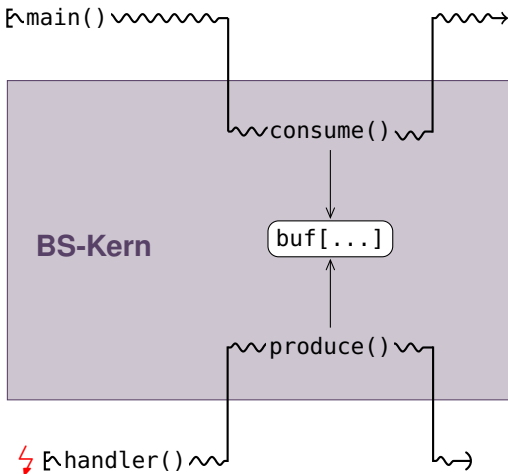 main()
consume()
buf[...]
BS-Kern
produce()
handler()